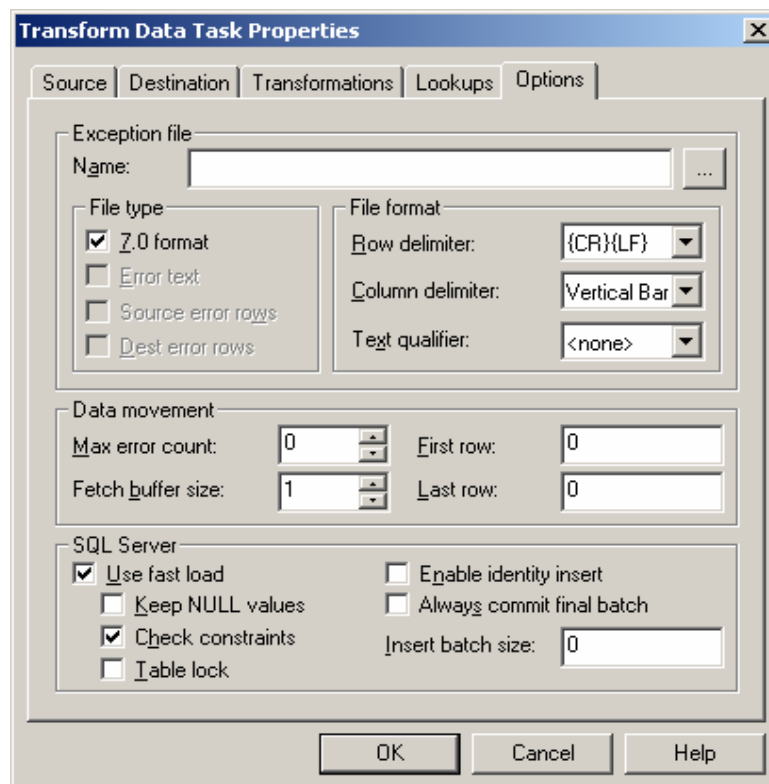 Transform Data Task Properties
Source Destination Transformations Lookups Options
Exception file
Name: ...
File type File format
7.0 format Row delimiter: {CR}{LF}
Error text
Column delimiter: Vertical Bar
Source error rows
Text qualifier: <none>
Dest error rows
Data movement
Max error count: 0 First row: 0
Fetch buffer size: 1 Last row: 0
SQL Server
Use fast load Enable identity insert
Keep NULL values Always commit final batch
Check constraints Insert batch size: 0
Table lock
OK Cancel Help